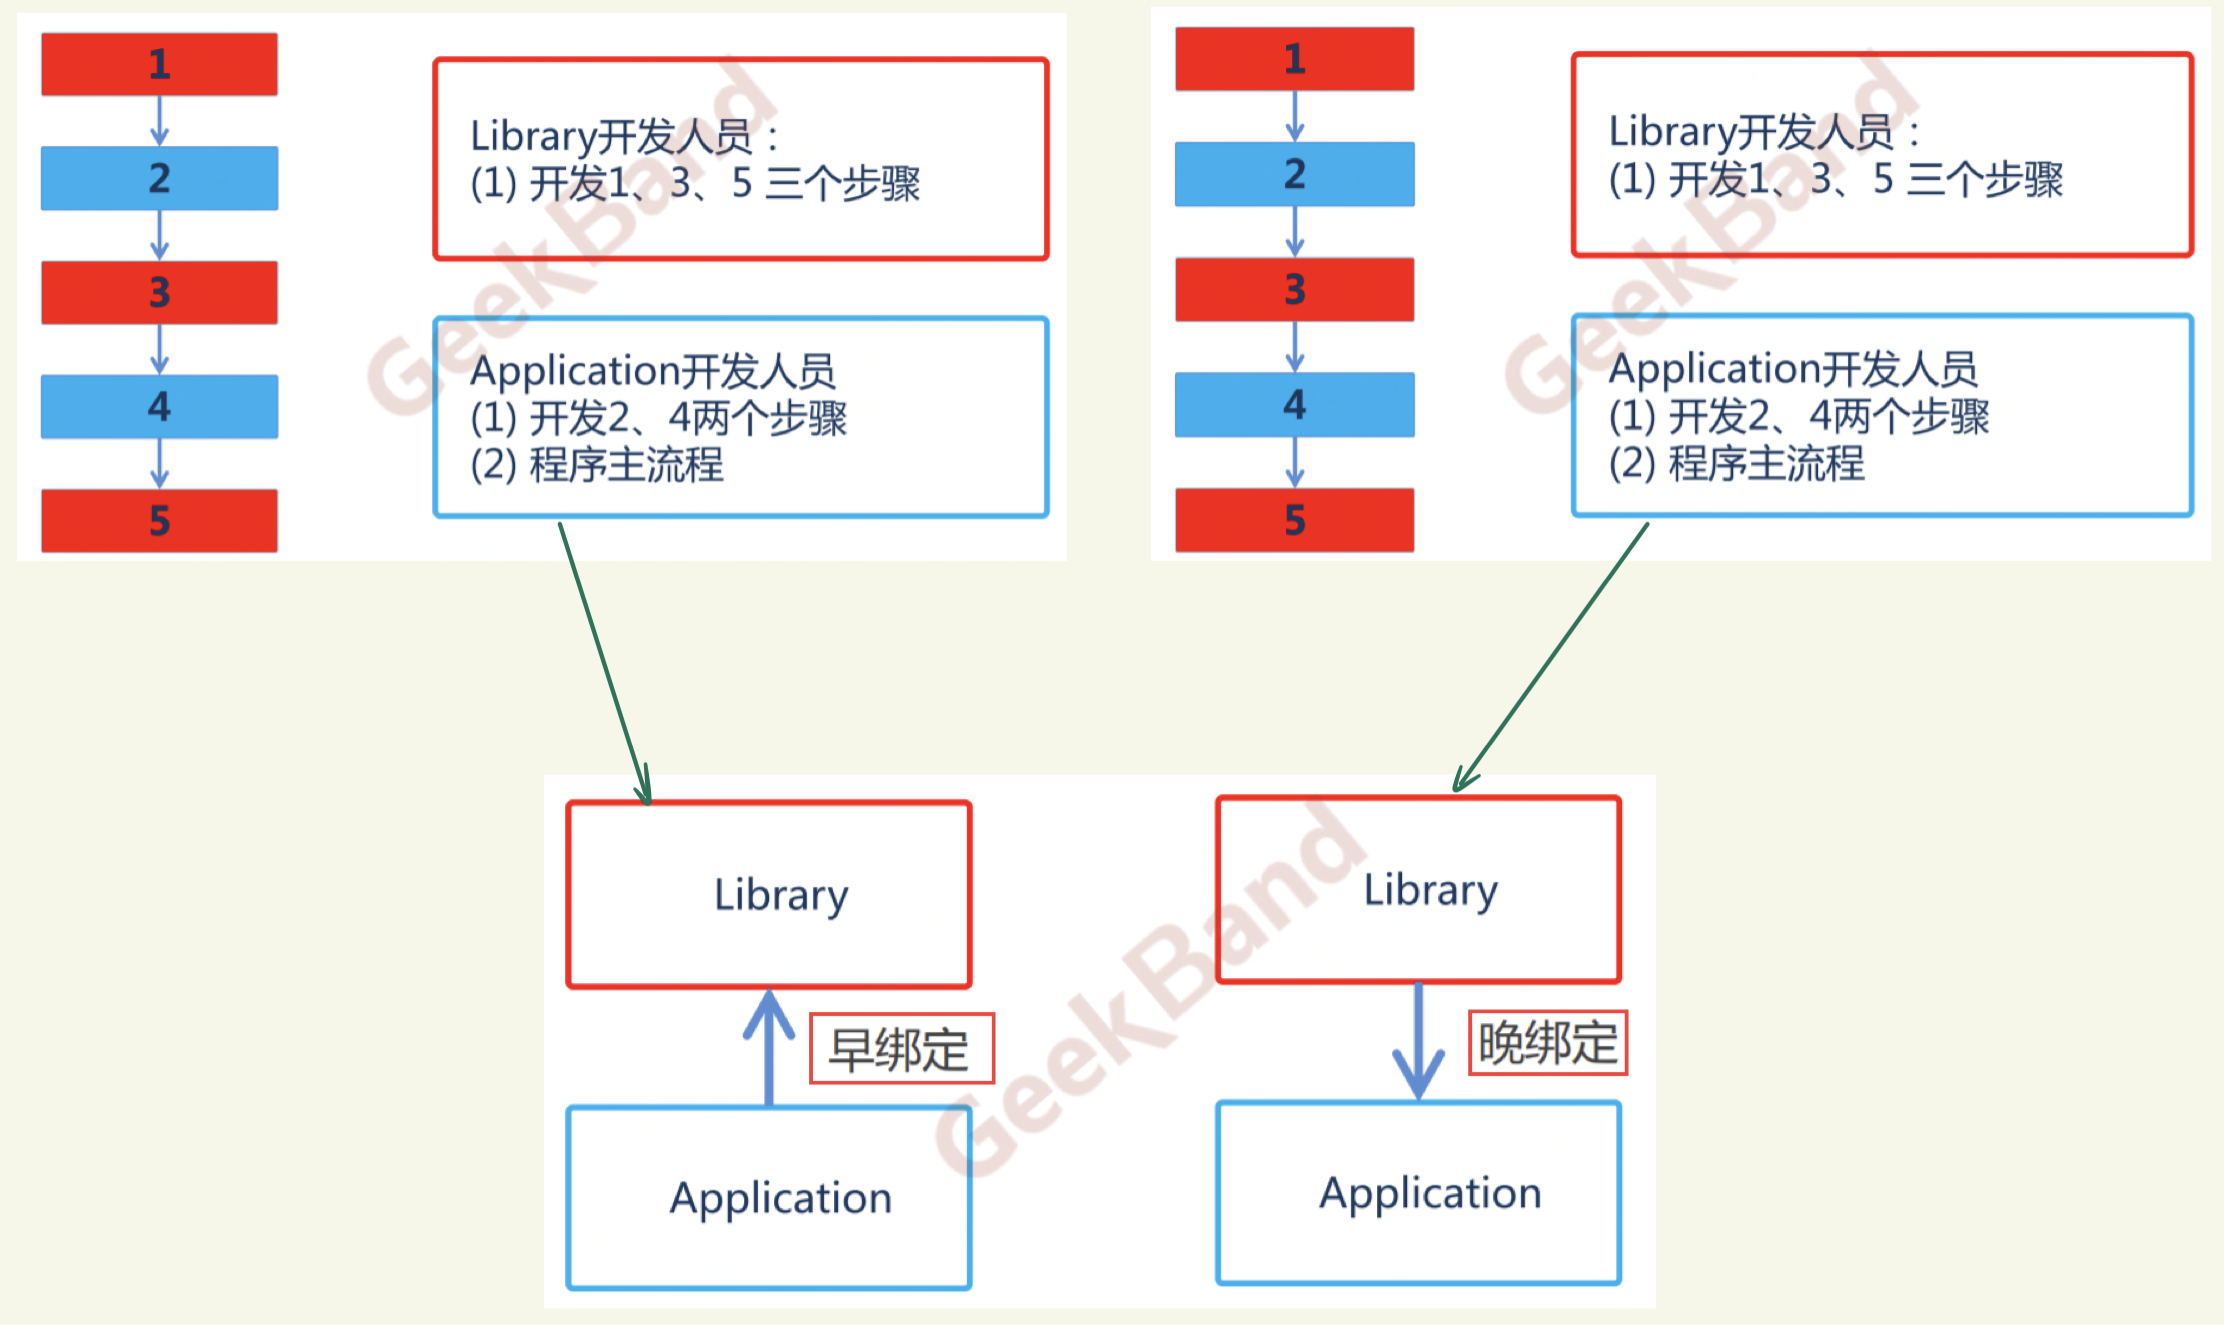 1
2
3
4
5
Library开发人员：
(1) 开发1、3、5 三个步骤
Application开发人员
(1) 开发2、4两个步骤
(2) 程序主流程
GeekBand
1
2
3
4
5
Library开发人员：
(1) 开发1、3、5 三个步骤
Application开发人员
(1) 开发2、4两个步骤
(2) 程序主流程
GeekBand
Library
早绑定
Application
Library
晚绑定
Application
GeekBand